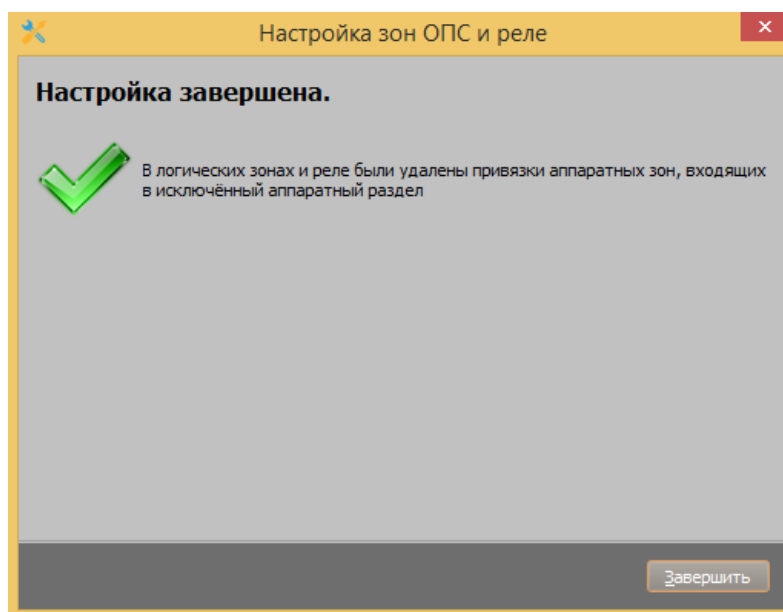 Настройка зон ОПС и реле
Настройка завершена.
В логических зонах и реле были удалены привязки аппаратных зон, входящих
в исключённый аппаратный раздел
Завершить